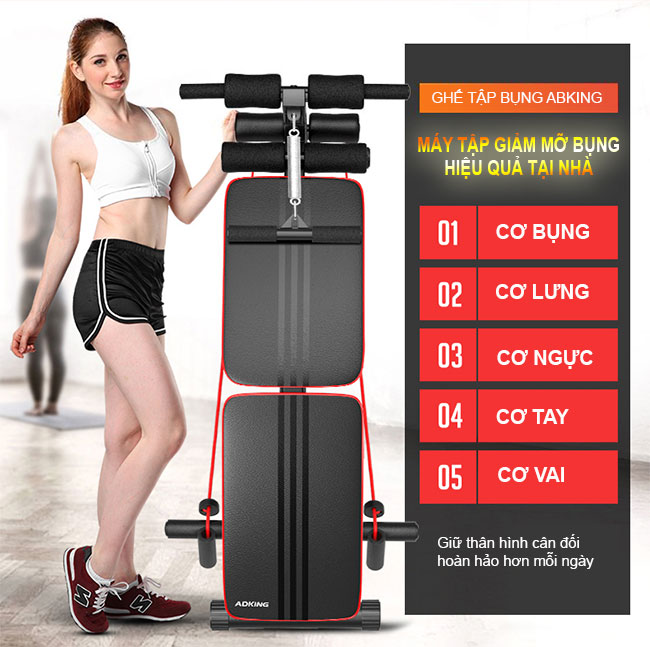 GHẾ TẬP BỤNG ABKING
MÁY TẬP GIẢM MỠ BỤNG
HIỆU QUẢ TẠI NHÀ
01 CƠ BỤNG
02 CƠ LƯNG
03 CƠ NGỰC
04 CƠ TAY
05 CƠ VAI
Giữ thân hình cân đối
hoàn hảo hơn mỗi ngày
ADKING